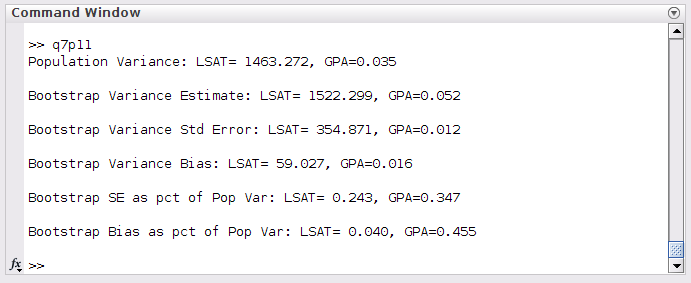 Command Window
>> q7p11
Population Variance: LSAT= 1463.272, GPA=0.035
Bootstrap Variance Estimate: LSAT= 1522.299, GPA=0.052
Bootstrap Variance Std Error: LSAT= 354.871, GPA=0.012
Bootstrap Variance Bias: LSAT= 59.027, GPA=0.016
Bootstrap SE as pct of Pop Var: LSAT= 0.243, GPA=0.347
Bootstrap Bias as pct of Pop Var: LSAT= 0.040, GPA=0.455
fx >>